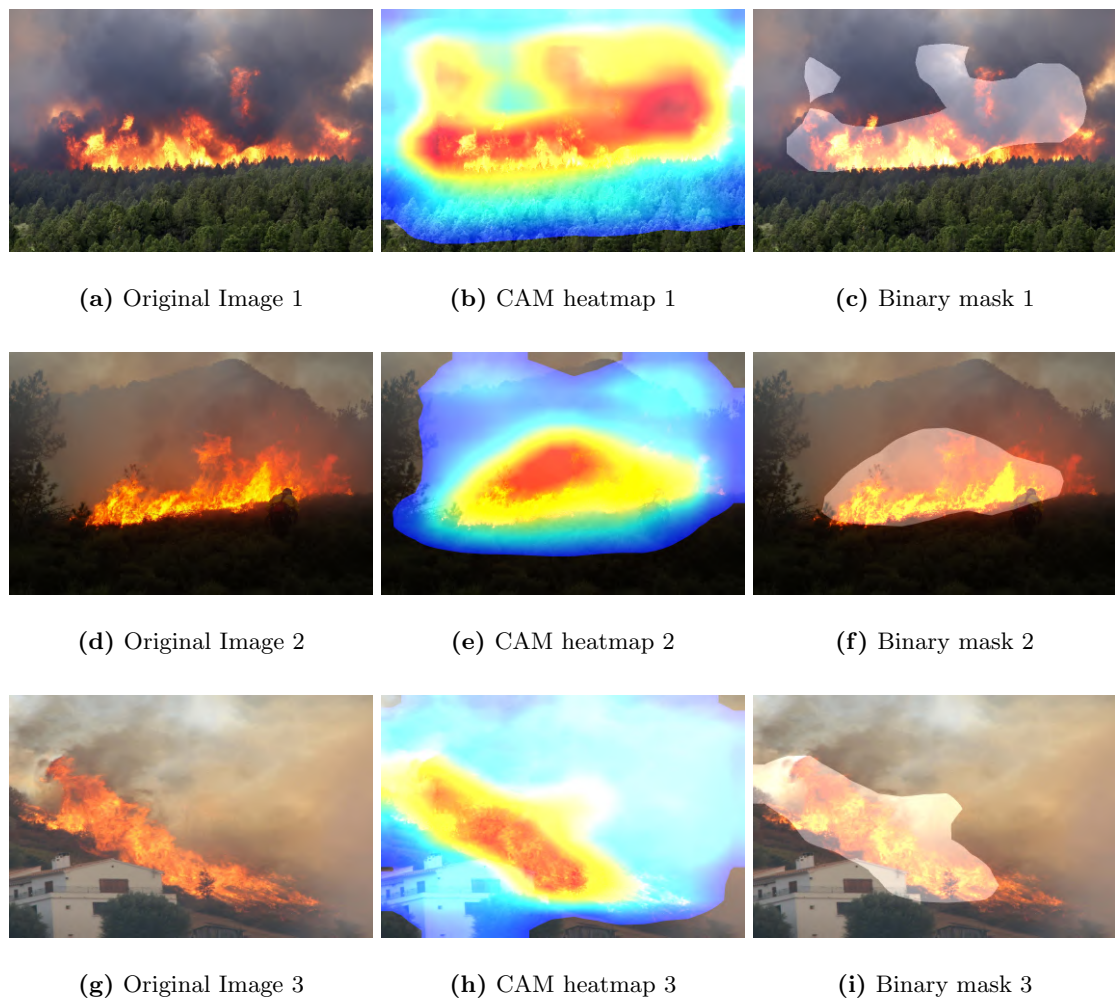 (a) Original Image 1
(b) CAM heatmap 1
(c) Binary mask 1
(d) Original Image 2
(e) CAM heatmap 2
(f) Binary mask 2
(g) Original Image 3
(h) CAM heatmap 3
(i) Binary mask 3